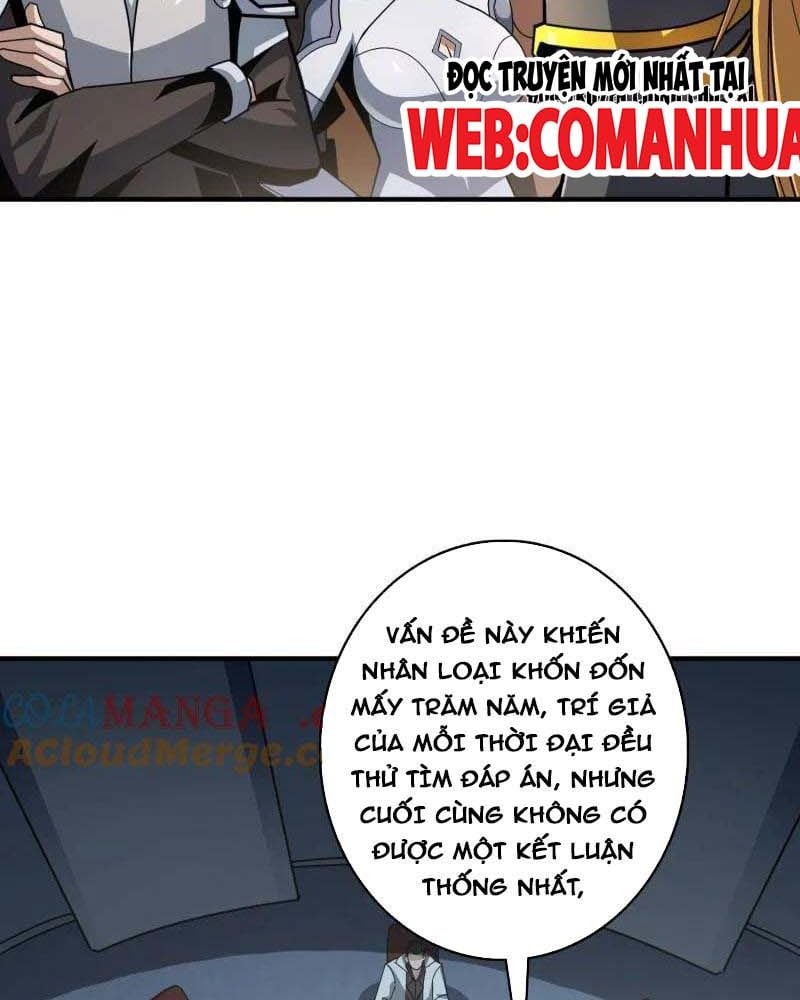 ĐỌC TRUYỆN MỚI NHẤT TẠI
WEB:COMANHUA
VẤN ĐỀ NÀY KHIẾN
NHÂN LOẠI KHỐN ĐỐN
MẤY TRĂM NĂM, TRÍ GIẢ
CỦA MỖI THỜI ĐẠI ĐỀU
THỬ TÌM ĐÁP ÁN, NHƯNG
CUỐI CÙNG KHÔNG CÓ
ĐƯỢC MỘT KẾT LUẬN
THỐNG NHẤT,
COLAMANGA
ACloudMerge.c